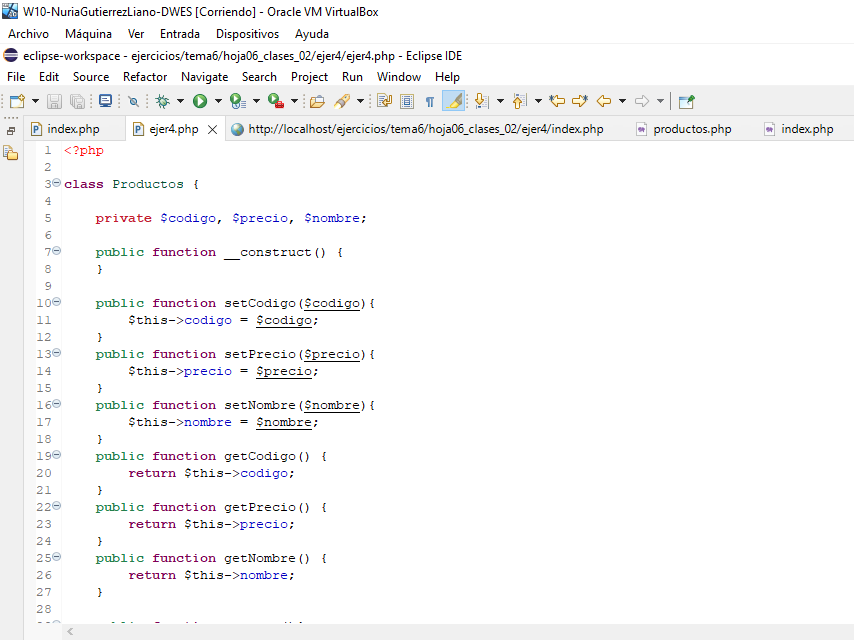 W10-NuriaGutierrezLiano-DWES [Corriendo] - Oracle VM VirtualBox
Archivo Máquina Ver Entrada Dispositivos Ayuda
eclipse-workspace - ejercicios/tema6/hoja06_clases_02/ejer4/ejer4.php - Eclipse IDE
File Edit Source Refactor Navigate Search Project Run Window Help
index.php ejer4.php http://localhost/ejercicios/tema6/hoja06_clases_02/ejer4/index.php productos.php index.php
1 <?php
2
3 class Productos {
4
5 private $codigo, $precio, $nombre;
6
7 public function __construct() {
8 }
9
10 public function setCodigo($codigo){
11 $this->codigo = $codigo;
12 }
13 public function setPrecio($precio){
14 $this->precio = $precio;
15 }
16 public function setNombre($nombre){
17 $this->nombre = $nombre;
18 }
19 public function getCodigo() {
20 return $this->codigo;
21 }
22 public function getPrecio() {
23 return $this->precio;
24 }
25 public function getNombre() {
26 return $this->nombre;
27 }
28